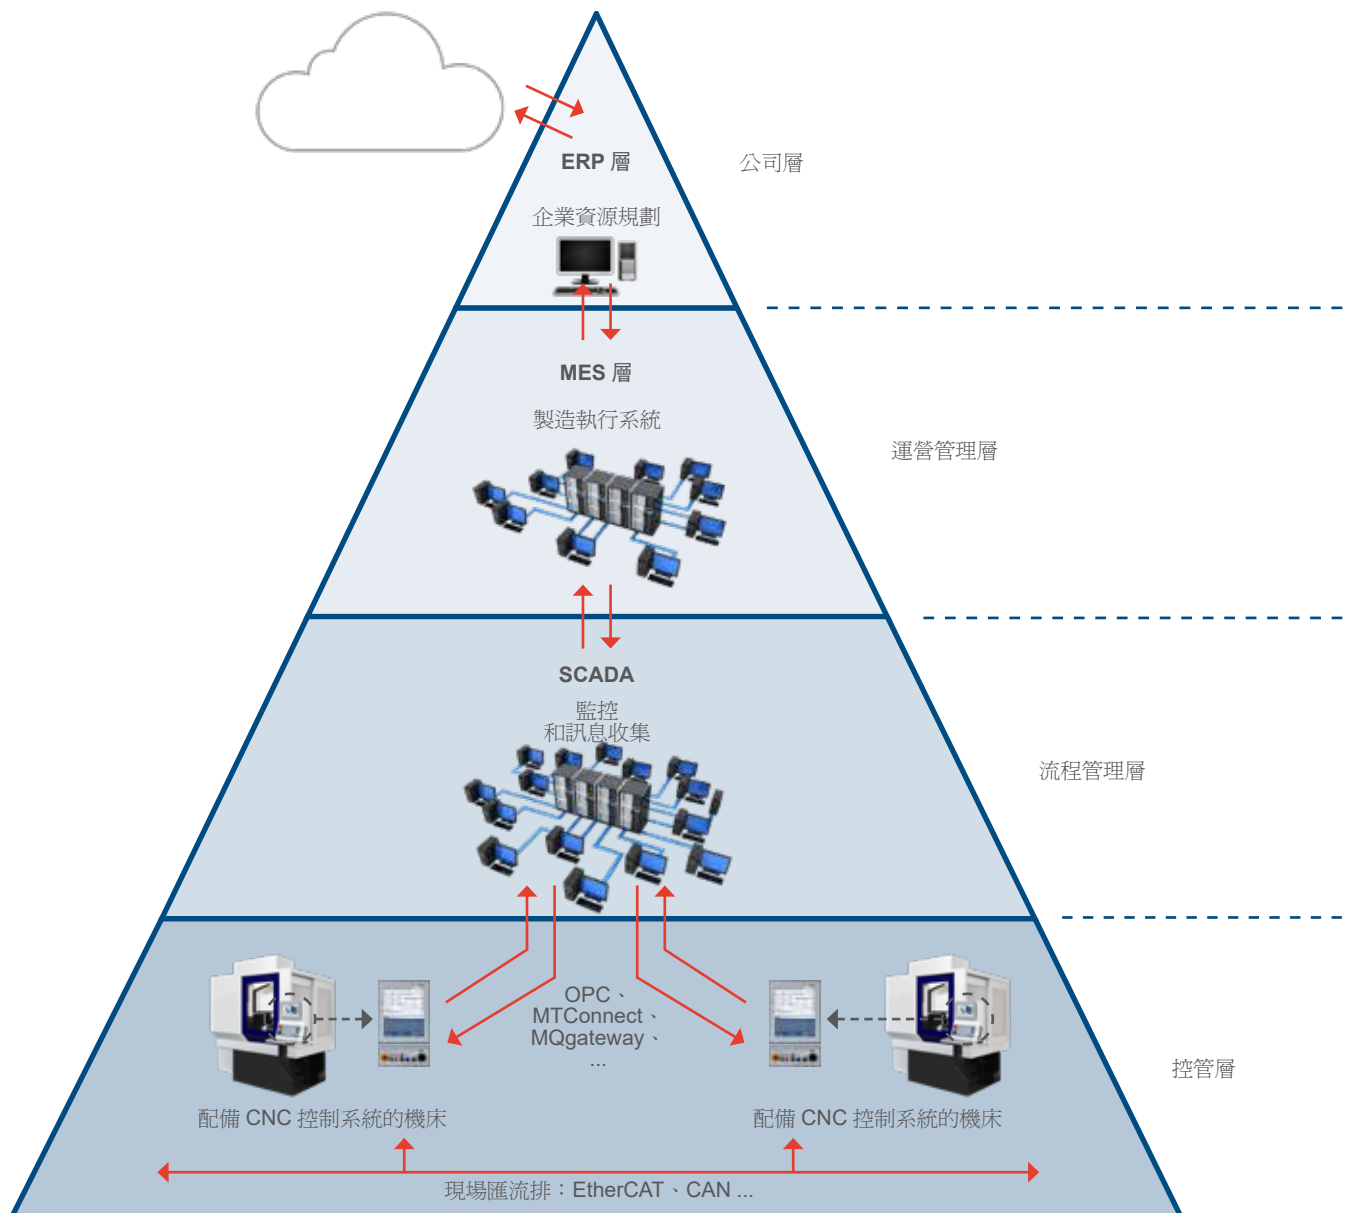 ERP 層
公司層
企業資源規劃
MES 層
製造執行系統
運營管理層
SCADA
監控
和訊息收集
流程管理層
OPC、
MTConnect、
MQgateway、
...
控管層
配備 CNC 控制系統的機床
配備 CNC 控制系統的機床
現場匯流排：EtherCAT、CAN ...